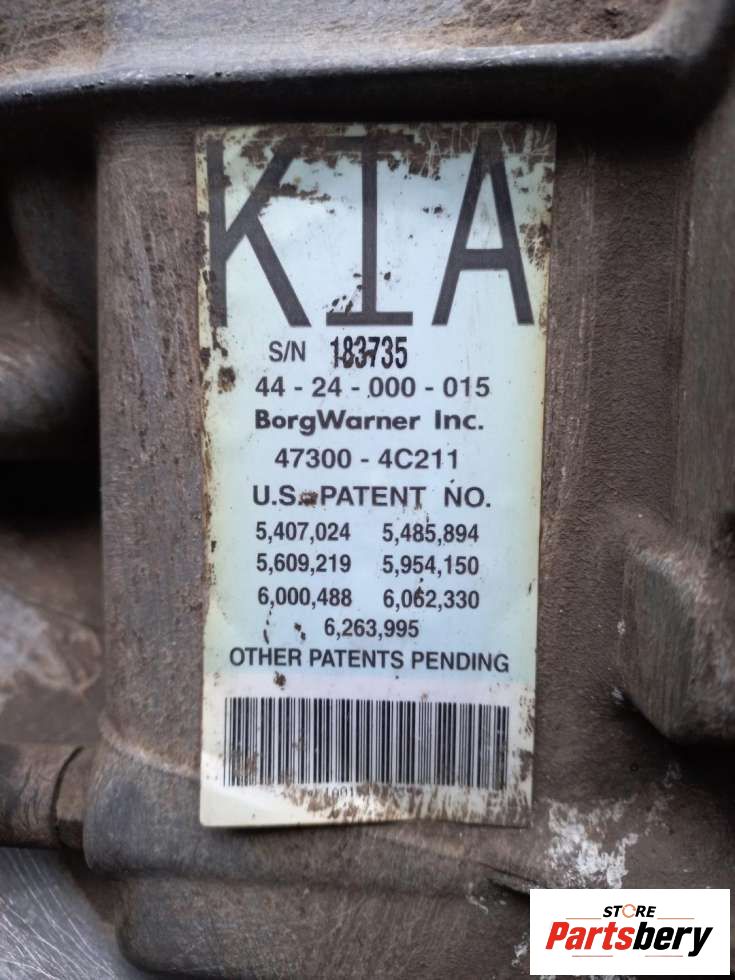 KIA
S/N 183735
44 - 24 - 000 - 015
BorgWarner Inc.
47300 - 4C211
U.S. PATENT NO.
5,407,024 5,485,894
5,609,219 5,954,150
6,000,488 6,062,330
6,263,995
OTHER PATENTS PENDING
STORE
Partsbery